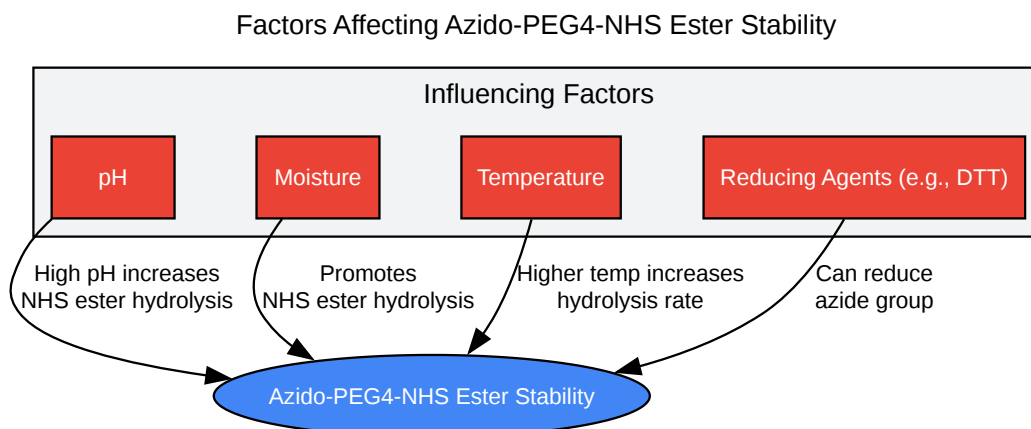 Factors Affecting Azido-PEG4-NHS Ester Stability
Influencing Factors
pH
Moisture
Temperature
Reducing Agents (e.g., DTT)
High pH increases
NHS ester hydrolysis
Promotes
NHS ester hydrolysis
Higher temp increases
hydrolysis rate
Can reduce
azide group
Azido-PEG4-NHS Ester Stability